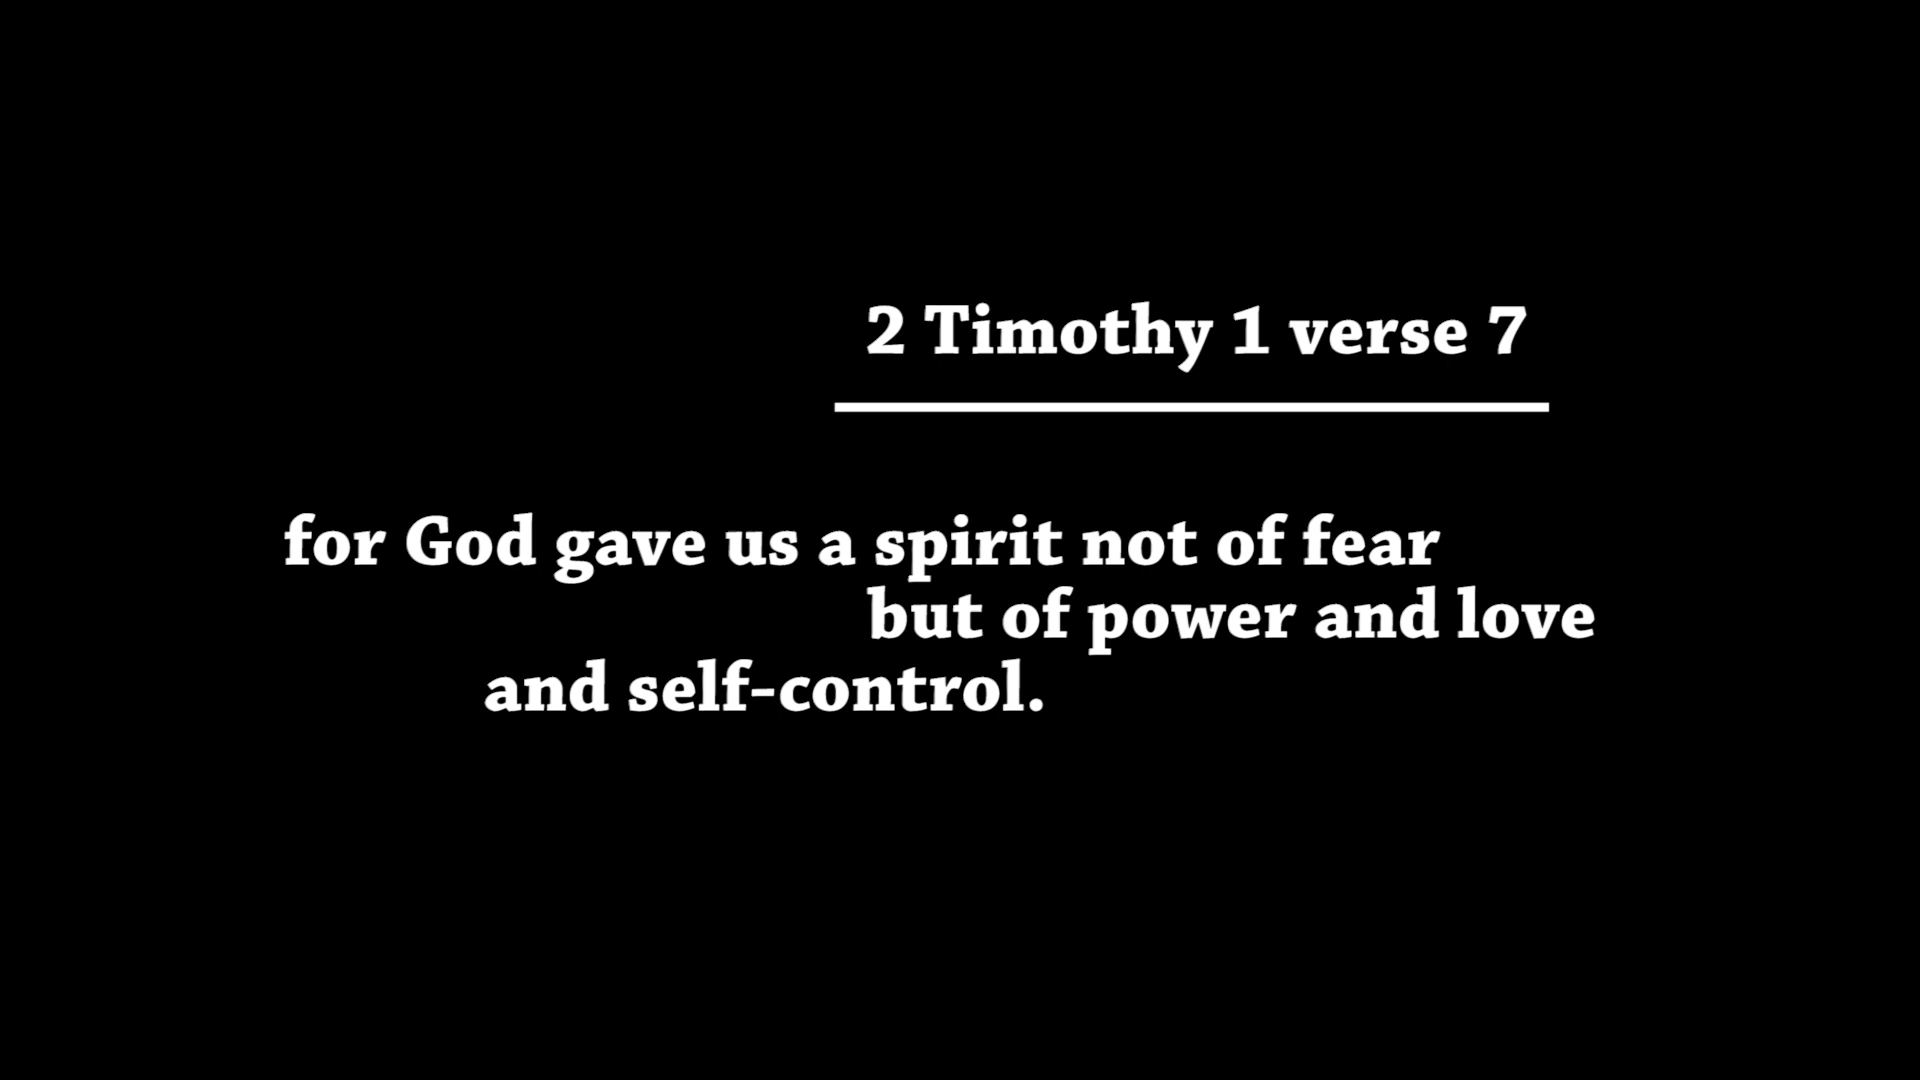 2 Timothy 1 verse 7
for God gave us a spirit not of fear
but of power and love
and self-control.